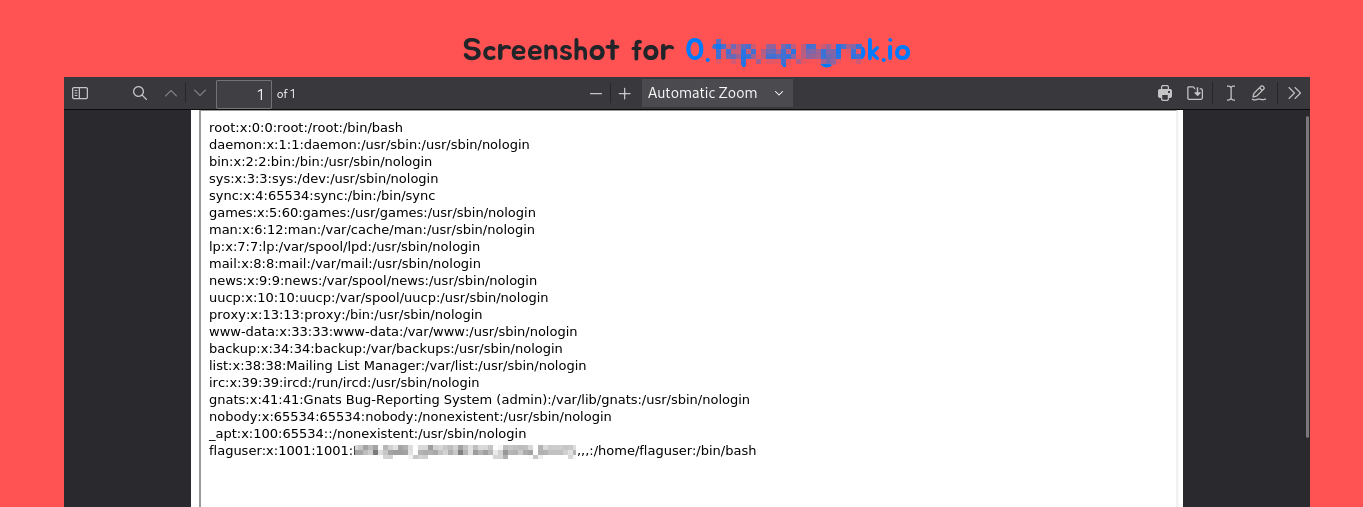 Screenshot for 0.
1 of 1
Automatic Zoom
root:x:0:0:root:/root:/bin/bash
daemon:x:1:1:daemon:/usr/sbin:/usr/sbin/nologin
bin:x:2:2:bin:/bin:/usr/sbin/nologin
sys:x:3:3:sys:/dev:/usr/sbin/nologin
sync:x:4:65534:sync:/bin:/bin/sync
games:x:5:60:games:/usr/games:/usr/sbin/nologin
man:x:6:12:man:/var/cache/man:/usr/sbin/nologin
lp:x:7:7:lp:/var/spool/lpd:/usr/sbin/nologin
mail:x:8:8:mail:/var/mail:/usr/sbin/nologin
news:x:9:9:news:/var/spool/news:/usr/sbin/nologin
uucp:x:10:10:uucp:/var/spool/uucp:/usr/sbin/nologin
proxy:x:13:13:proxy:/bin:/usr/sbin/nologin
www-data:x:33:33:www-data:/var/www:/usr/sbin/nologin
backup:x:34:34:backup:/var/backups:/usr/sbin/nologin
list:x:38:38:Mailing List Manager:/var/list:/usr/sbin/nologin
irc:x:39:39:ircd:/run/ircd:/usr/sbin/nologin
gnats:x:41:41:Gnats Bug-Reporting System (admin):/var/lib/gnats:/usr/sbin/nologin
nobody:x:65534:65534:nobody:/nonexistent:/usr/sbin/nologin
_apt:x:100:65534::/nonexistent:/usr/sbin/nologin
flaguser:x:1001:1001: ,,,:/home/flaguser:/bin/bash